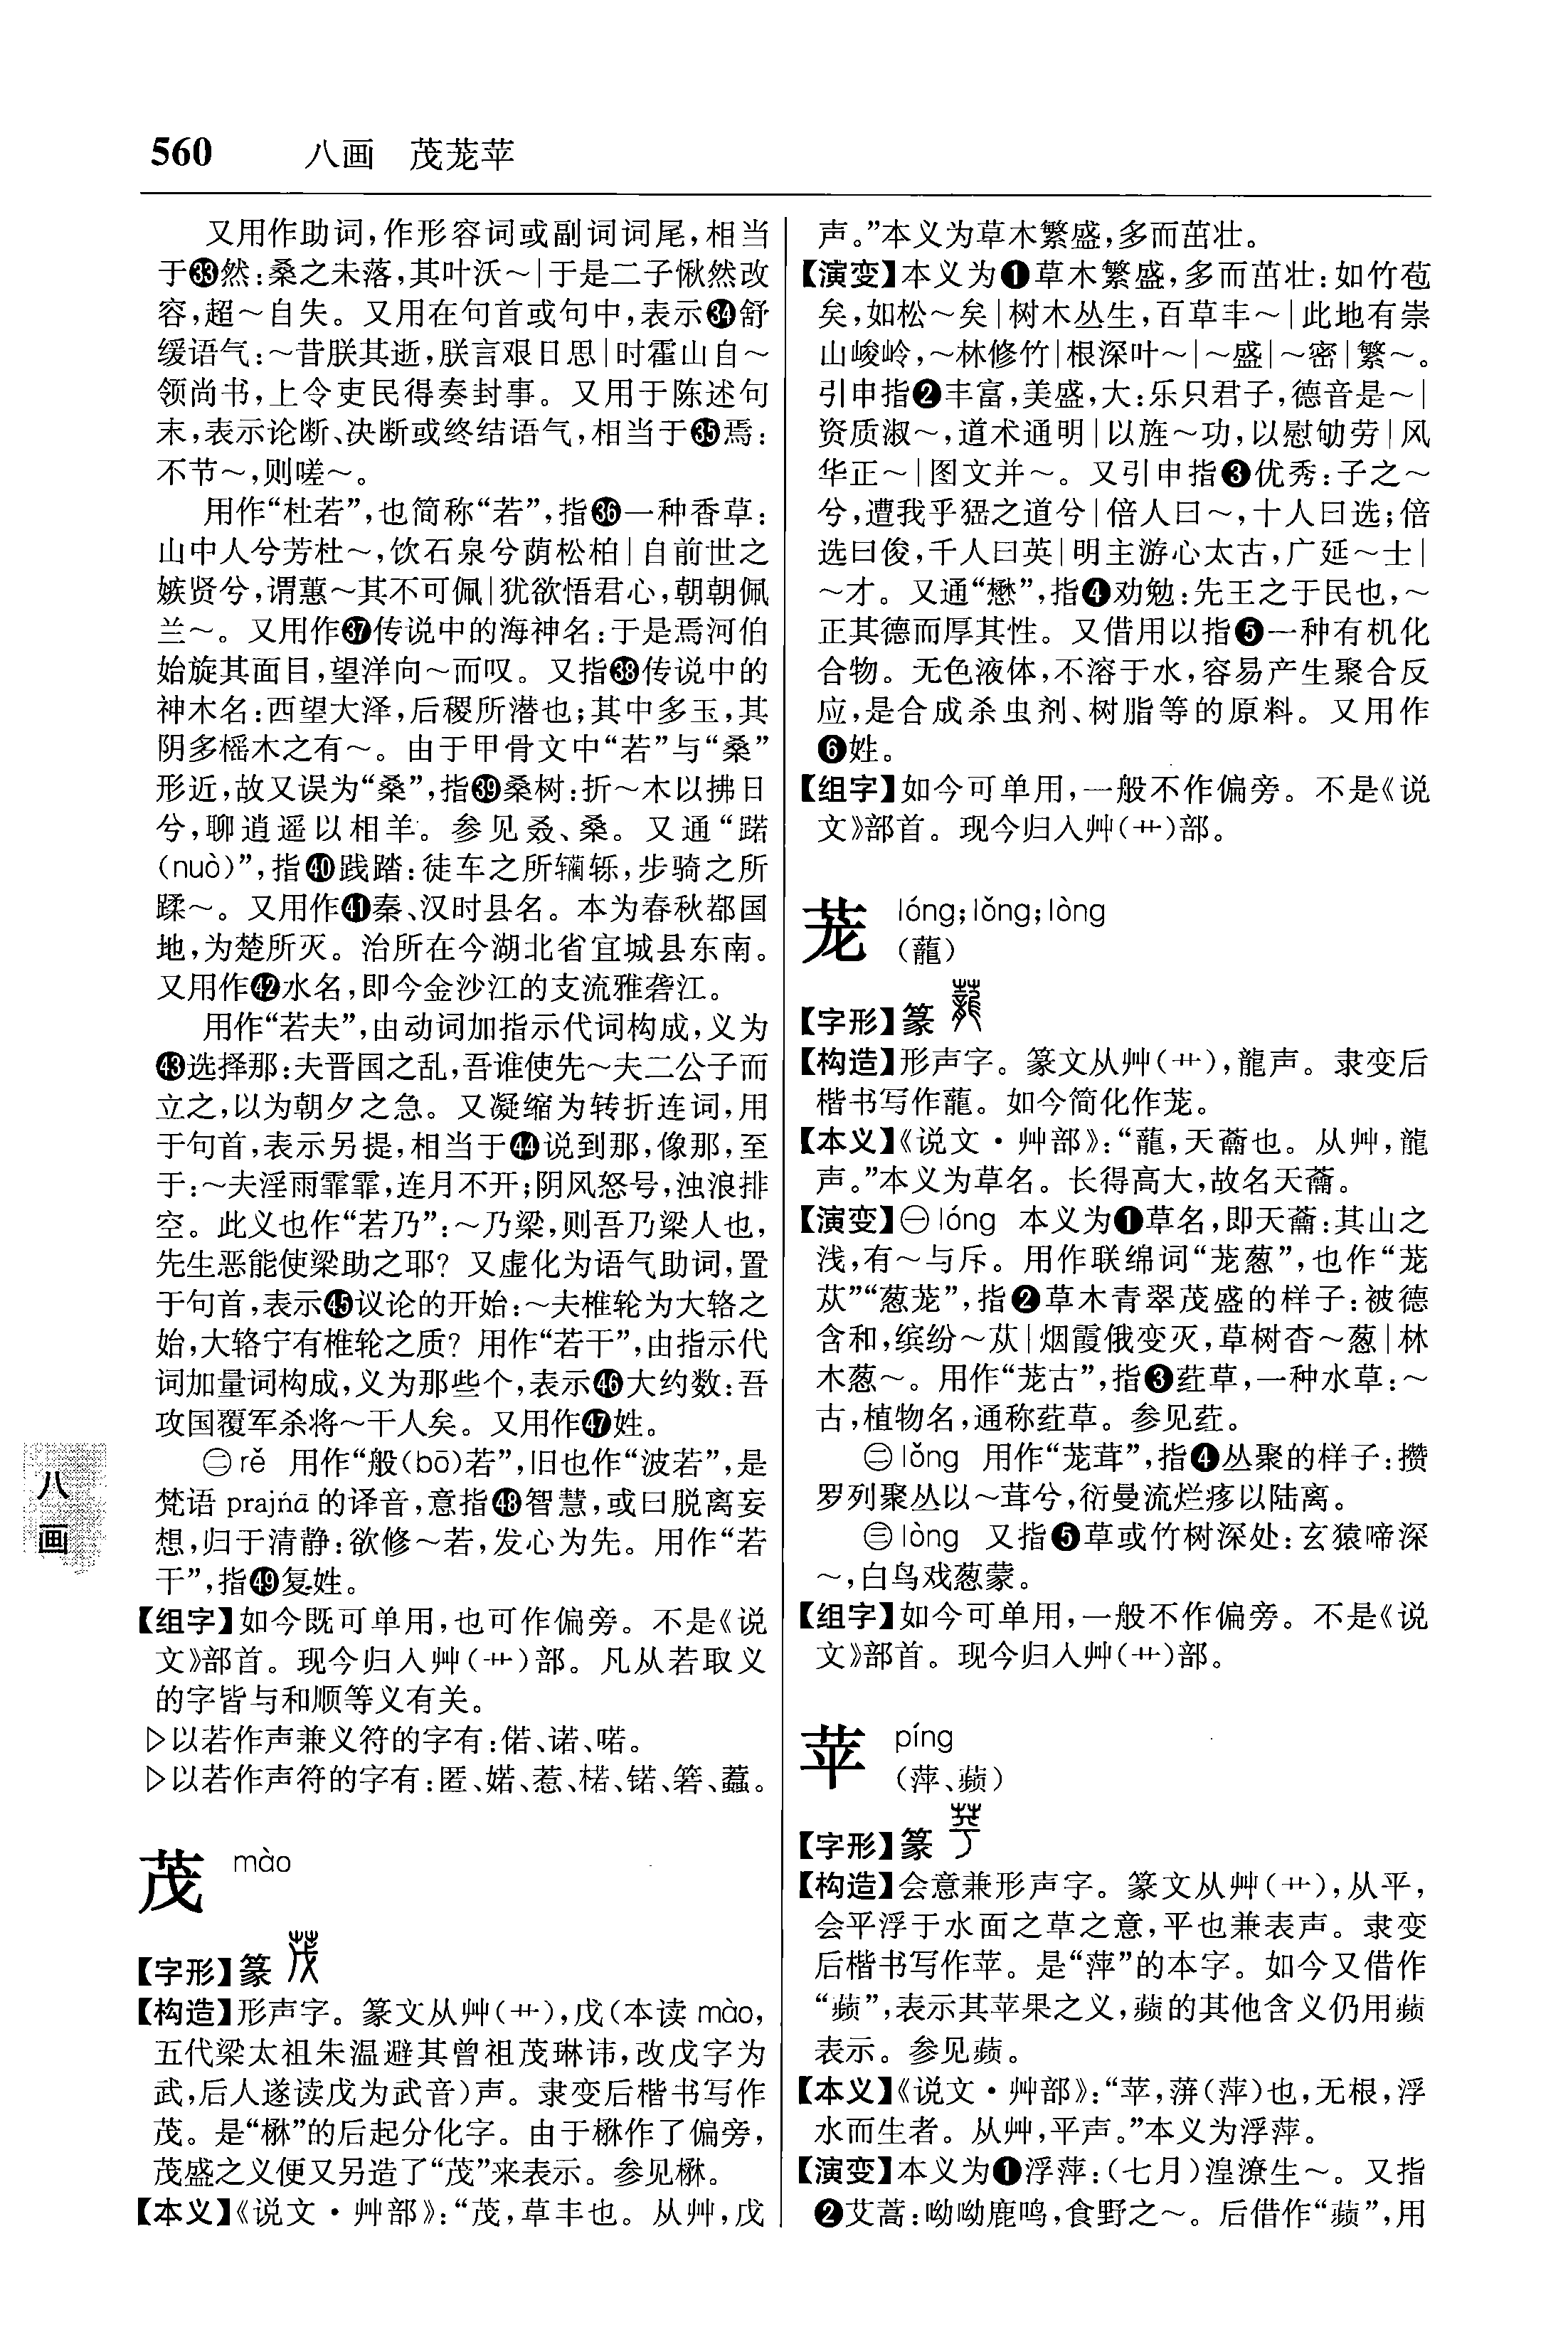 560 八画 茂茏苹
又用作助词,作形容词或副词词尾,相当
于㉝然:桑之未落,其叶沃～|于是二子愀然改
容,超～自失。又用在句首或句中,表示㉞舒
缓语气:～昔朕其逝,朕言艰日思|时霍山自～
领尚书,上令吏民得奏封事。又用于陈述句
末,表示论断、决断或终结语气,相当于㉟焉:
不节～,则嗟～。
用作“杜若”,也简称“若”,指㊱一种香草:
山中人兮芳杜～,饮石泉兮荫松柏|自前世之
嫉贤兮,谓蕙～其不可佩|犹欲悟君心,朝朝佩
兰～。又用作㊲传说中的海神名:于是焉河伯
始旋其面目,望洋向～而叹。又指㊳传说中的
神木名:西望大泽,后稷所潜也;其中多玉,其
阴多榣木之有～。由于甲骨文中“若”与“桑”
形近,故又误为“桑”,指㊴桑树:折～木以拂日
兮,聊逍遥以相羊。参见叒、桑。又通“蹃
(nuò)”,指㊵践踏:徒车之所辚轹,步骑之所
蹂～。又用作㊶秦、汉时县名。本为春秋鄀国
地,为楚所灭。治所在今湖北省宜城县东南。
又用作㊷水名,即今金沙江的支流雅砻江。
用作“若夫”,由动词加指示代词构成,义为
㊸选择那:夫晋国之乱,吾谁使先～夫二公子而
立之,以为朝夕之急。又凝缩为转折连词,用
于句首,表示另提,相当于㊹说到那,像那,至
于:～夫淫雨霏霏,连月不开;阴风怒号,浊浪排
空。此义也作“若乃”:～乃梁,则吾乃梁人也,
先生恶能使梁助之耶?又虚化为语气助词,置
于句首,表示㊺议论的开始:～夫椎轮为大辂之
始,大辂宁有椎轮之质?用作“若干”,由指示代
词加量词构成,义为那些个,表示㊻大约数:吾
攻国覆军杀将～干人矣。又用作㊼姓。
㊁rě 用作“般(bō)若”,旧也作“波若”,是
梵语 prajñā 的译音,意指㊽智慧,或曰脱离妄
想,归于清静:欲修～若,发心为先。用作“若
干”,指㊾复姓。
【组字】如今既可单用,也可作偏旁。不是《说
文》部首。现今归入艸(艹)部。凡从若取义
的字皆与和顺等义有关。
▷以若作声兼义符的字有:偌、诺、喏。
▷以若作声符的字有:匿、婼、惹、楉、锘、箬、蠚。
茂 mào
【字形】篆
【构造】形声字。篆文从艸(艹),戊(本读 mào,
五代梁太祖朱温避其曾祖茂琳讳,改戊字为
武,后人遂读戊为武音)声。隶变后楷书写作
茂。是“楙”的后起分化字。由于楙作了偏旁,
茂盛之义便又另造了“茂”来表示。参见楙。
【本义】《说文·艸部》:“茂,草丰也。从艸,戊
声。”本义为草木繁盛,多而茁壮。
【演变】本义为❶草木繁盛,多而茁壮:如竹苞
矣,如松～矣|树木丛生,百草丰～|此地有崇
山峻岭,～林修竹|根深叶～|～盛|～密|繁～。
引申指❷丰富,美盛,大:乐只君子,德音是～|
资质淑～,道术通明|以旌～功,以慰劬劳|风
华正～|图文并～。又引申指❸优秀:子之～
兮,遭我乎猺之道兮|倍人曰～,十人曰选;倍
选曰俊,千人曰英|明主游心太古,广延～士|
～才。又通“懋”,指❹劝勉:先王之于民也,～
正其德而厚其性。又借用以指❺一种有机化
合物。无色液体,不溶于水,容易产生聚合反
应,是合成杀虫剂、树脂等的原料。又用作
❻姓。
【组字】如今可单用,一般不作偏旁。不是《说
文》部首。现今归入艸(艹)部。
茏 lóng;lǒng;lòng
(蘢)
【字形】篆
【构造】形声字。篆文从艸(艹),龍声。隶变后
楷书写作蘢。如今简化作茏。
【本义】《说文·艸部》:“蘢,天蘥也。从艸,龍
声。”本义为草名。长得高大,故名天蘥。
【演变】㊀lóng 本义为❶草名,即天蘥:其山之
浅,有～与斥。用作联绵词“茏葱”,也作“茏
苁”“葱茏”,指❷草木青翠茂盛的样子:被德
含和,缤纷～苁|烟霞俄变灭,草树杳～葱|林
木葱～。用作“茏古”,指❸荭草,一种水草:～
古,植物名,通称荭草。参见荭。
㊁lǒng 用作“茏茸”,指❹丛聚的样子:攒
罗列聚丛以～茸兮,衍曼流烂疼以陆离。
㊂lòng 又指❺草或竹树深处:玄猿啼深
～,白鸟戏葱蒙。
【组字】如今可单用,一般不作偏旁。不是《说
文》部首。现今归入艸(艹)部。
苹 píng
(萍、蘋)
【字形】篆
【构造】会意兼形声字。篆文从艸(艹),从平,
会平浮于水面之草之意,平也兼表声。隶变
后楷书写作苹。是“萍”的本字。如今又借作
“蘋”,表示其苹果之义,蘋的其他含义仍用蘋
表示。参见蘋。
【本义】《说文·艸部》:“苹,蓱(萍)也,无根,浮
水而生者。从艸,平声。”本义为浮萍。
【演变】本义为❶浮萍:(七月)湟潦生～。又指
❷艾蒿:呦呦鹿鸣,食野之～。后借作“蘋”,用
八画